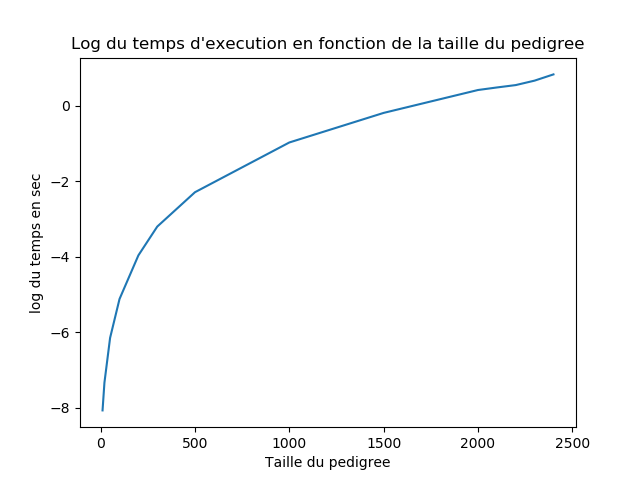 Log du temps d'execution en fonction de la taille du pedigree
0
−2
−4
−6
−8
log du temps en sec
0 500 1000 1500 2000 2500
Taille du pedigree